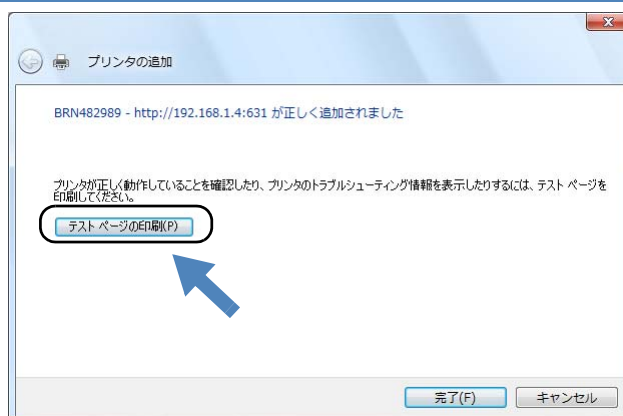 プリンタの追加
BRN482989 - http://192.168.1.4:631 が正しく追加されました
プリンタが正しく動作していることを確認したり、プリンタのトラブルシューティング情報を表示したりするには、テスト ページを
印刷してください。
テスト ページの印刷(P)
完了(F)
キャンセル